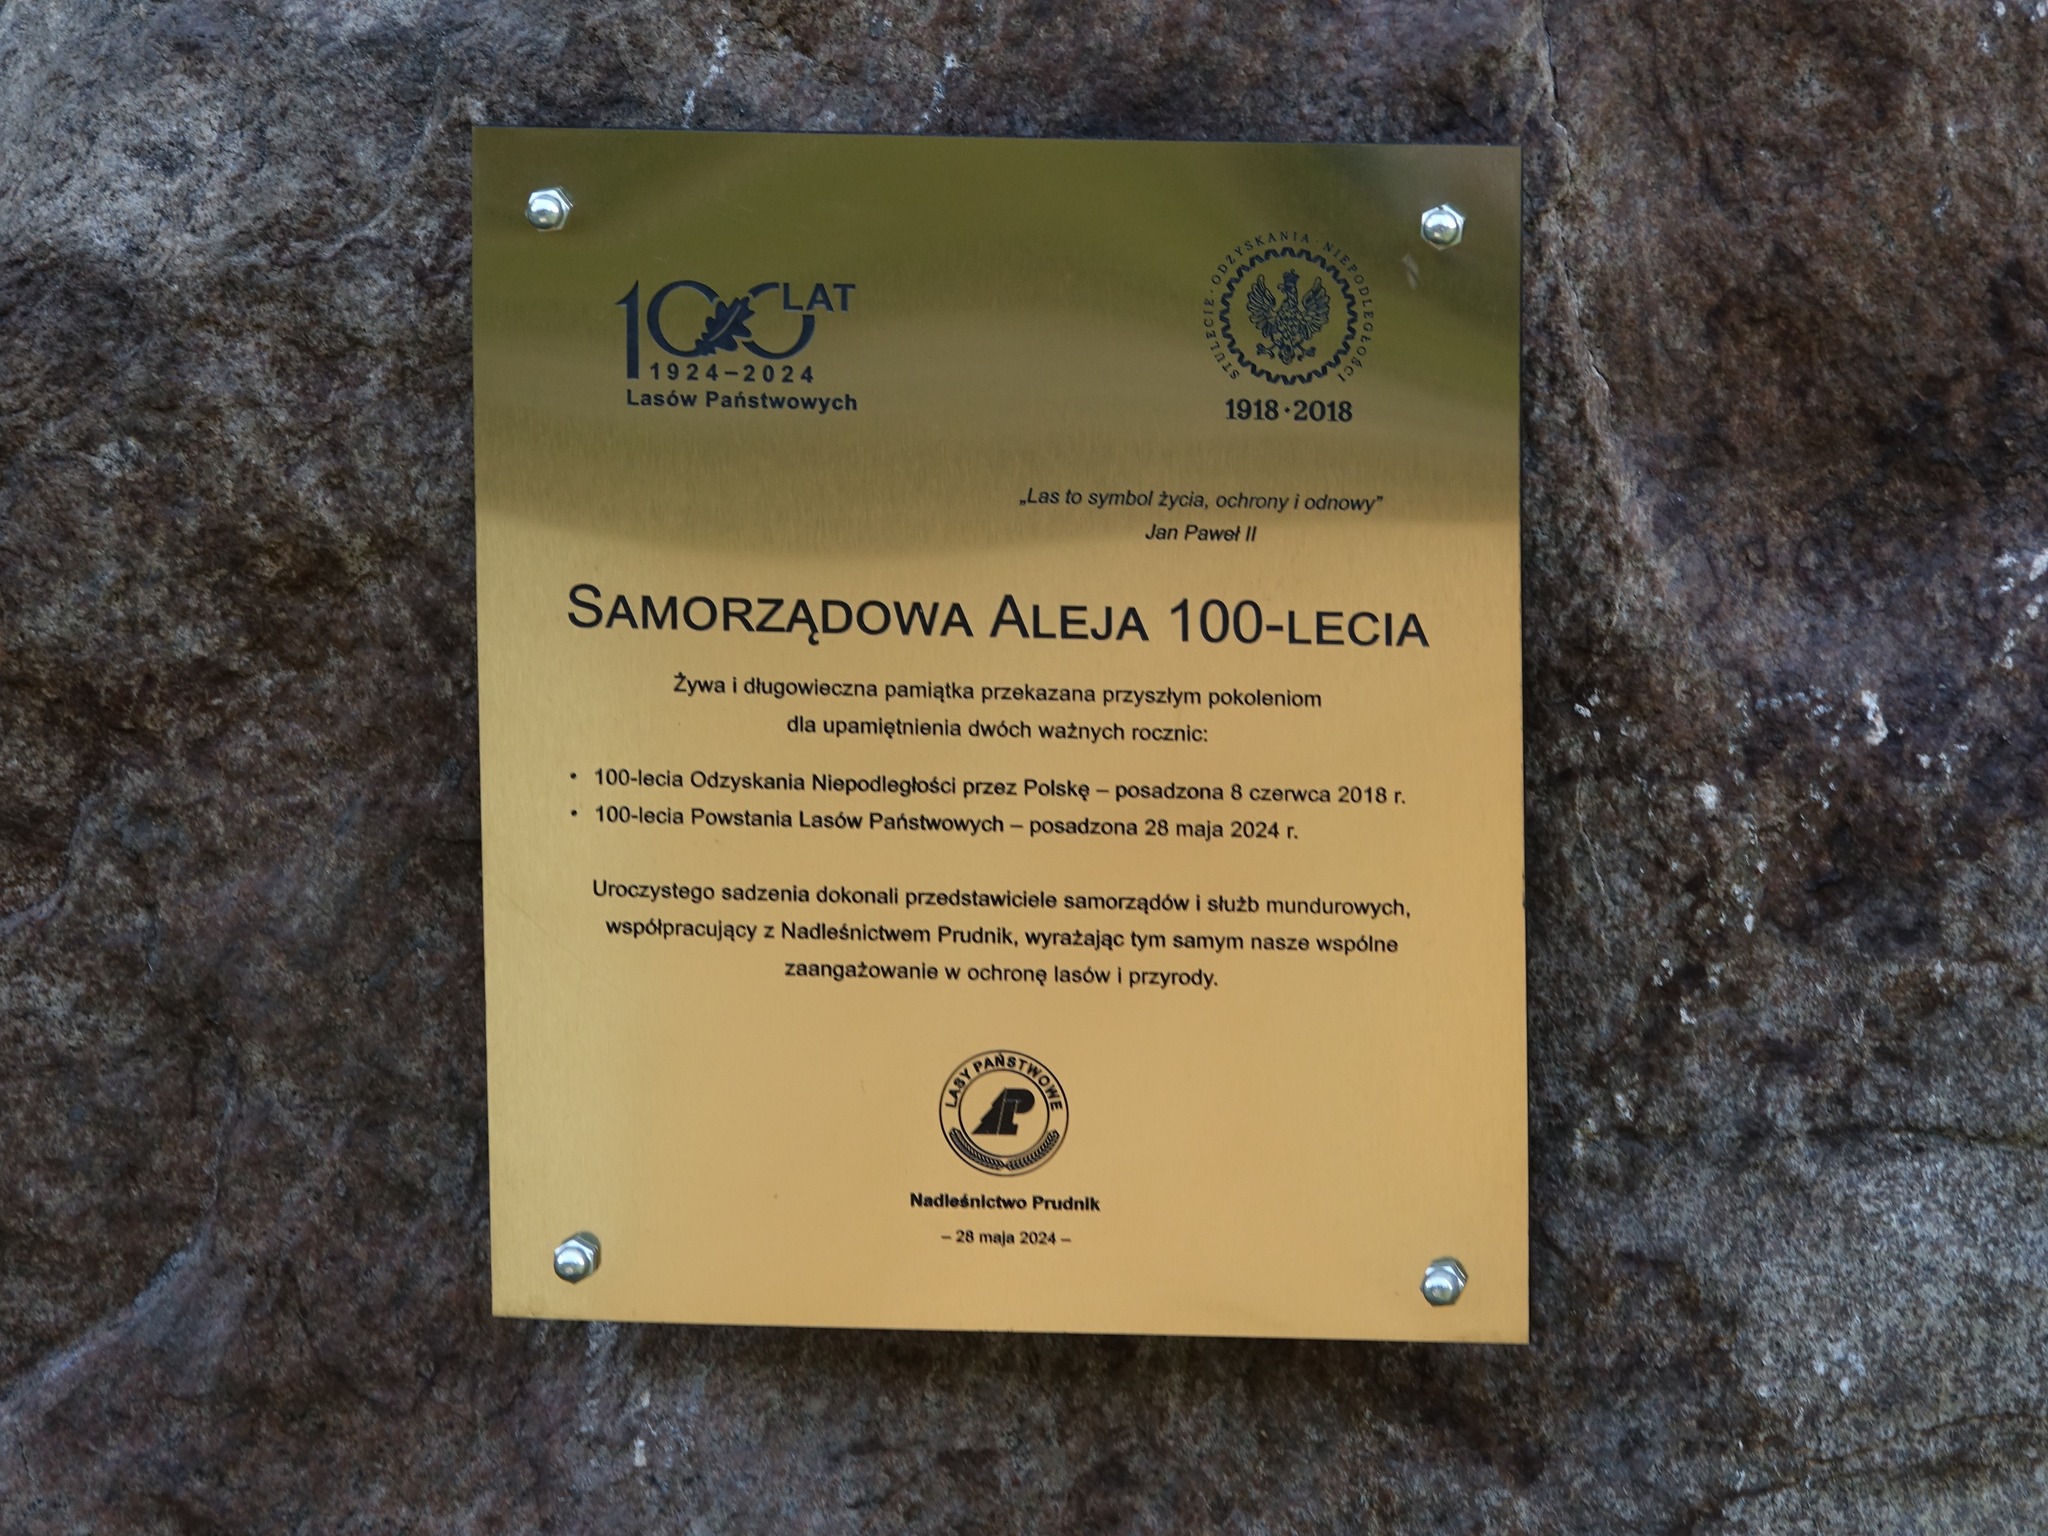 100 LAT
1924–2024
Lasów Państwowych
STULECIE · ODZYSKANIA · NIEPODLEGŁOŚCI
1918 · 2018
„Las to symbol życia, ochrony i odnowy”
Jan Paweł II
SAMORZĄDOWA ALEJA 100-LECIA
Żywa i długowieczna pamiątka przekazana przyszłym pokoleniom
dla upamiętnienia dwóch ważnych rocznic:
• 100-lecia Odzyskania Niepodległości przez Polskę – posadzona 8 czerwca 2018 r.
• 100-lecia Powstania Lasów Państwowych – posadzona 28 maja 2024 r.
Uroczystego sadzenia dokonali przedstawiciele samorządów i służb mundurowych,
współpracujący z Nadleśnictwem Prudnik, wyrażając tym samym nasze wspólne
zaangażowanie w ochronę lasów i przyrody.
LASY PAŃSTWOWE
LP
Nadleśnictwo Prudnik
– 28 maja 2024 –